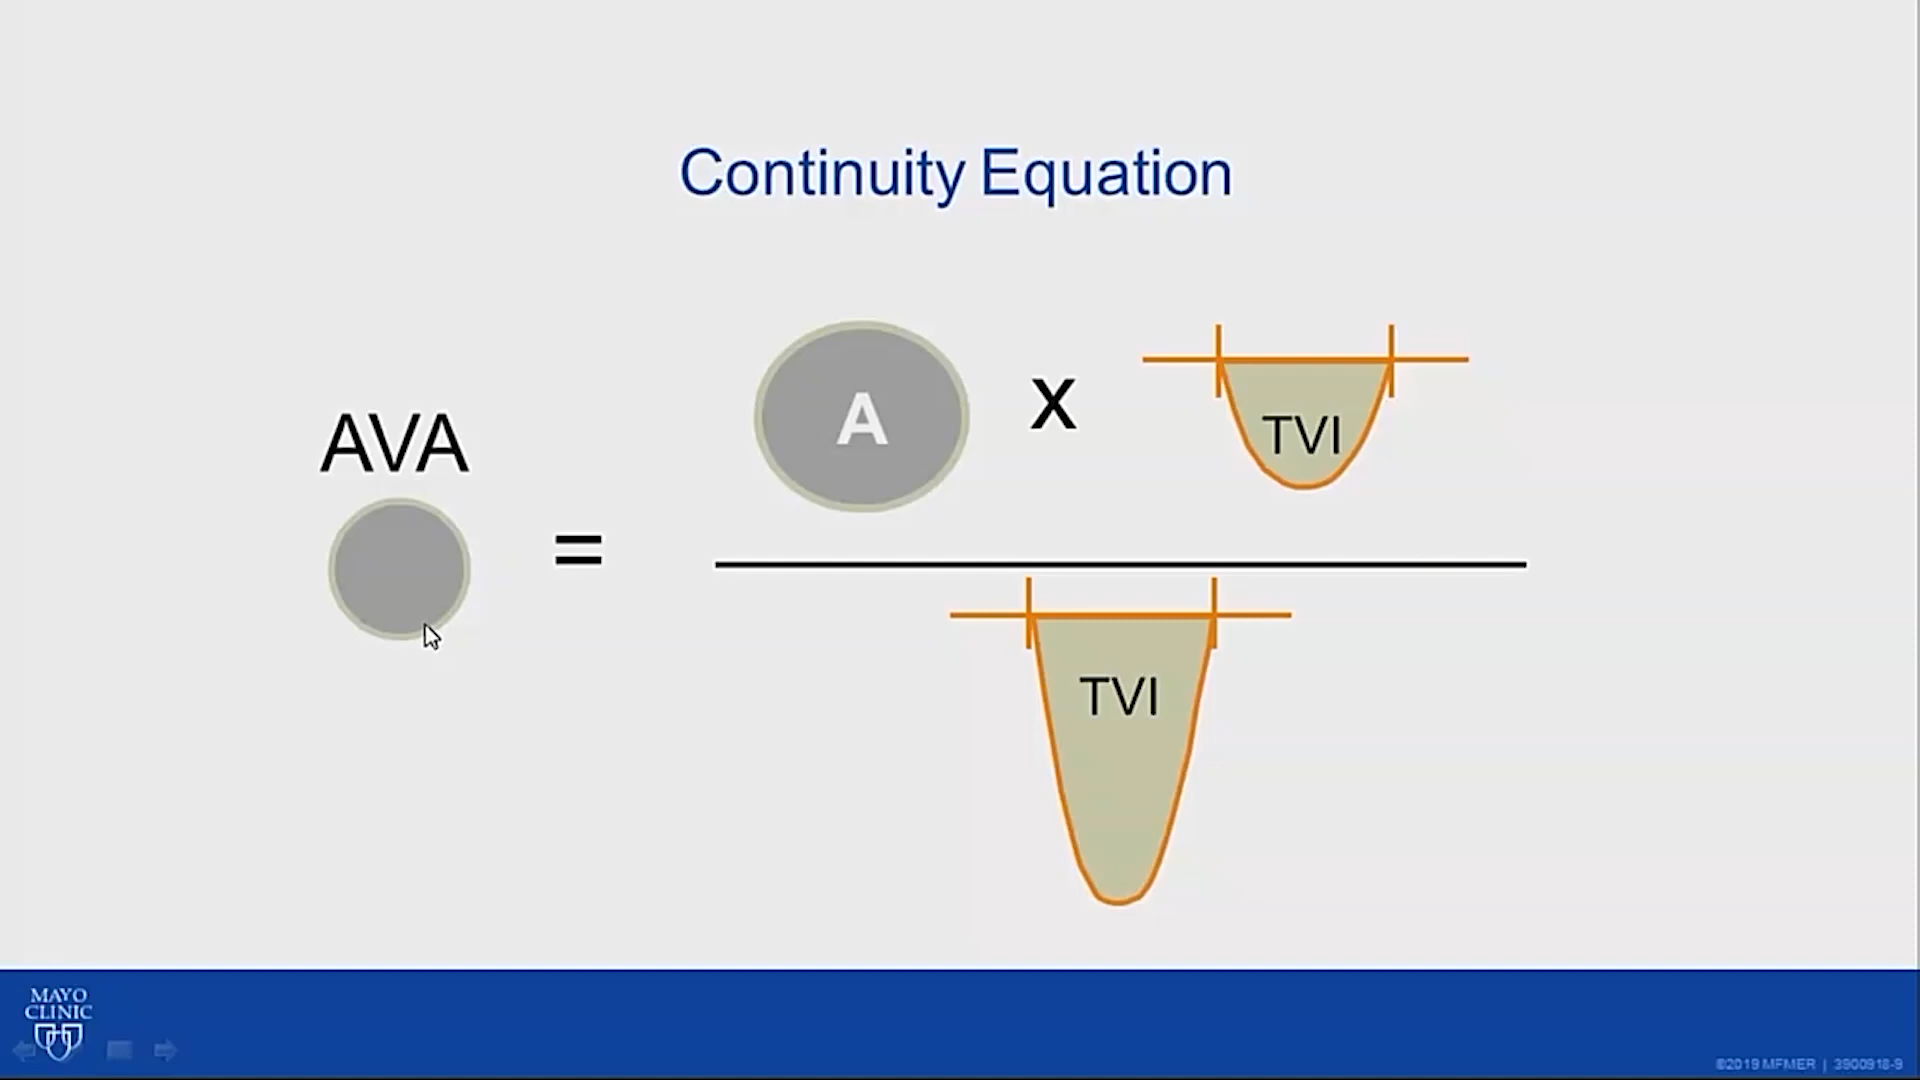 Continuity Equation
AVA
=
A
x
TVI
TVI
MAYO
CLINIC
©2019 MFMER | 3900918-9